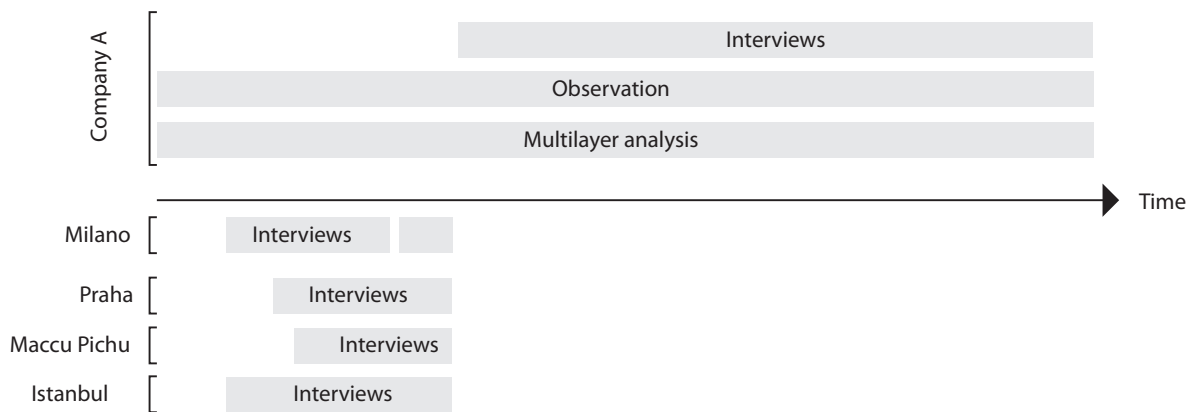 Company A
Interviews
Observation
Multilayer analysis
Time
Milano
Interviews
Praha
Interviews
Maccu Pichu
Interviews
Istanbul
Interviews